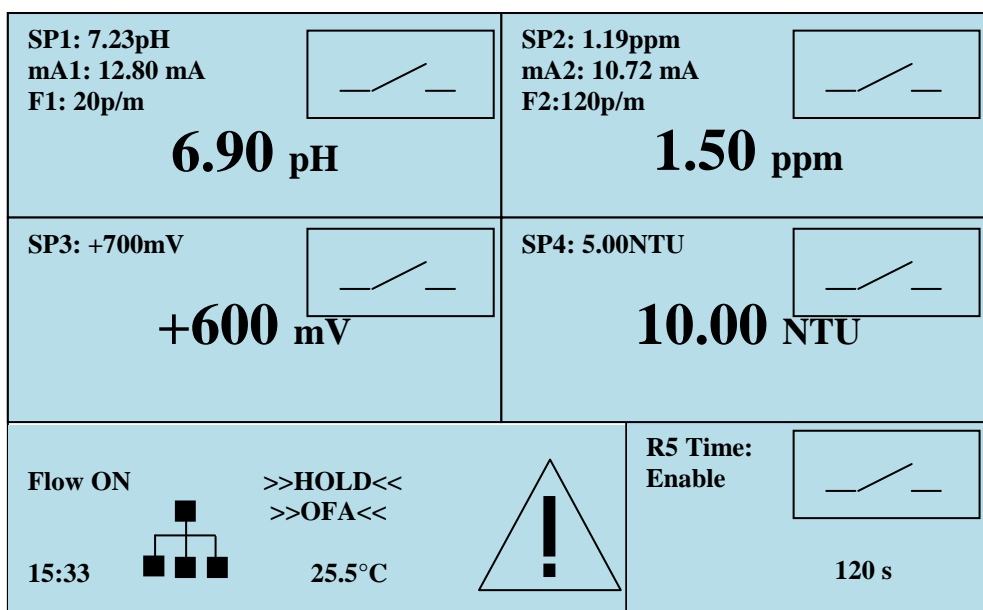 SP1: 7.23pH
mA1: 12.80 mA
F1: 20p/m
6.90 pH
SP2: 1.19ppm
mA2: 10.72 mA
F2:120p/m
1.50 ppm
SP3: +700mV
+600 mV
SP4: 5.00NTU
10.00 NTU
Flow ON
>>HOLD<<
>>OFA<<
!
15:33
25.5°C
R5 Time:
Enable
120 s